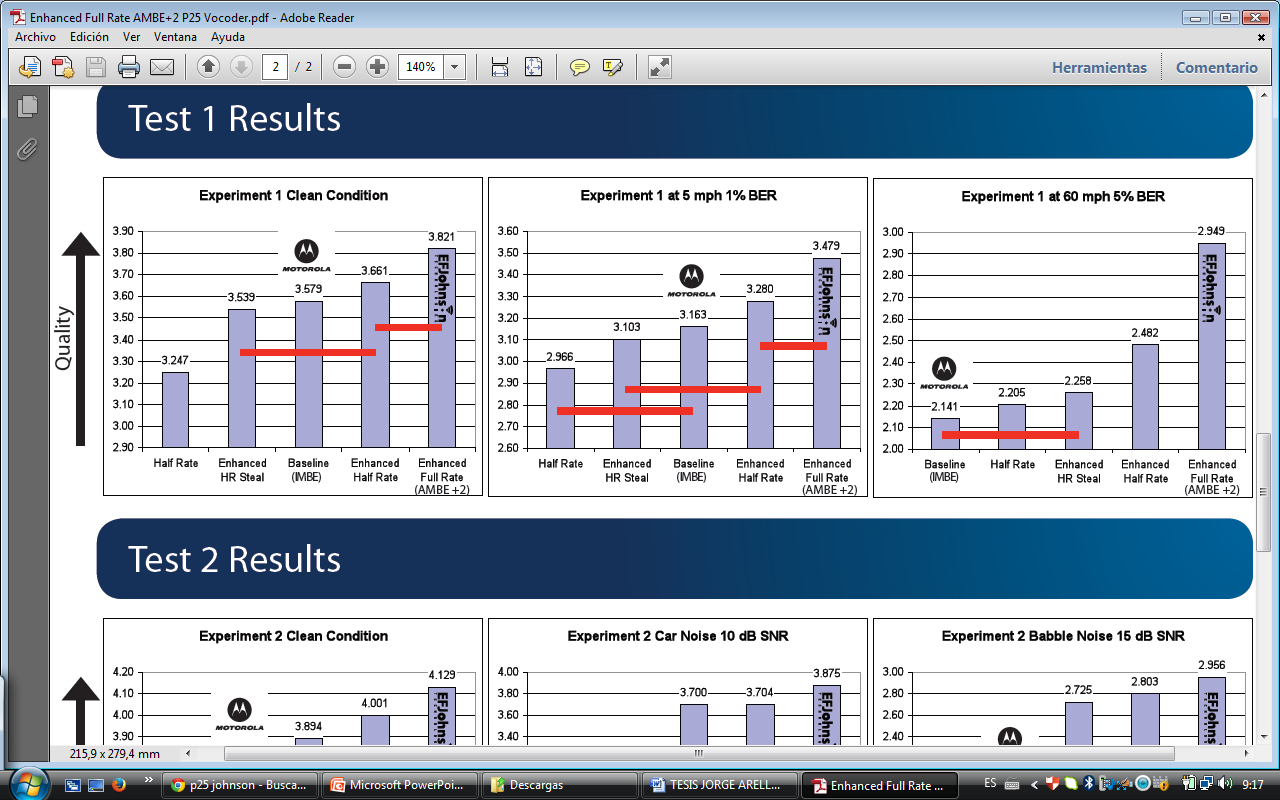 Enhanced Full Rate AMBE+2 P25 Vocoder.pdf - Adobe Reader
Archivo Edición Ver Ventana Ayuda
2 / 2 140% Herramientas Comentario
Test 1 Results
Quality
Experiment 1 Clean Condition
3.90
3.80
3.70
3.60
3.50
3.40
3.30
3.20
3.10
3.00
2.90
3.247
3.539
MOTOROLA
3.579
3.661
3.821
EFJohnson
Half Rate
Enhanced HR Steal
Baseline (IMBE)
Enhanced Half Rate
Enhanced Full Rate (AMBE +2)
Experiment 1 at 5 mph 1% BER
3.60
3.50
3.40
3.30
3.20
3.10
3.00
2.90
2.80
2.70
2.60
2.966
3.103
MOTOROLA
3.163
3.280
3.479
EFJohnson
Half Rate
Enhanced HR Steal
Baseline (IMBE)
Enhanced Half Rate
Enhanced Full Rate (AMBE +2)
Experiment 1 at 60 mph 5% BER
3.00
2.90
2.80
2.70
2.60
2.50
2.40
2.30
2.20
2.10
2.00
MOTOROLA
2.141
2.205
2.258
2.482
2.949
EFJohnson
Baseline (IMBE)
Half Rate
Enhanced HR Steal
Enhanced Half Rate
Enhanced Full Rate (AMBE +2)
Test 2 Results
Experiment 2 Clean Condition
4.20
4.10
4.00
3.90
MOTOROLA
3.894
4.001
4.129
EFJohnson
Experiment 2 Car Noise 10 dB SNR
4.00
3.80
3.60
3.40
3.700
3.704
3.875
EFJohns
Experiment 2 Babble Noise 15 dB SNR
3.00
2.80
2.60
2.40
2.725
2.803
2.956
EFJohns
215,9 x 279,4 mm
p25 johnson - Busca...
Microsoft PowerPoi...
Descargas
TESIS JORGE ARELL...
Enhanced Full Rate ...
ES
9:17